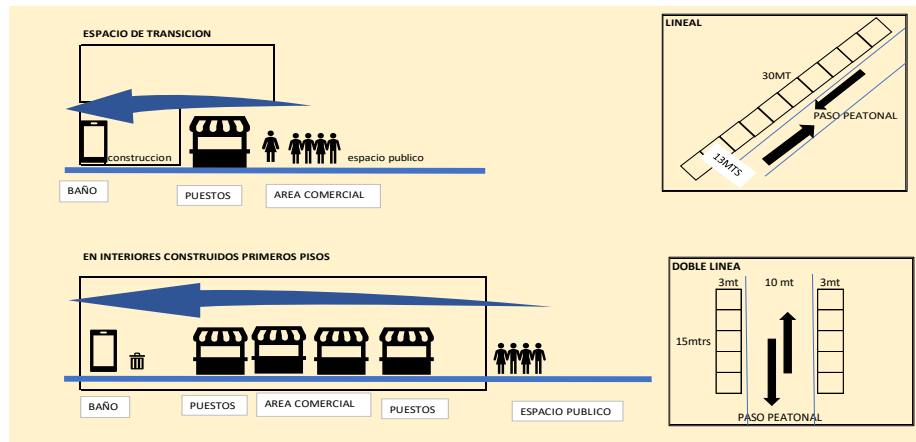 ESPACIO DE TRANSICION
construccion
espacio publico
BAÑO
PUESTOS
AREA COMERCIAL
LINEAL
30MT
PASO PEATONAL
13MTS
EN INTERIORES CONSTRUIDOS PRIMEROS PISOS
BAÑO
PUESTOS
AREA COMERCIAL
PUESTOS
ESPACIO PUBLICO
DOBLE LINEA
3mt 10 mt 3mt
15mtrs
PASO PEATONAL